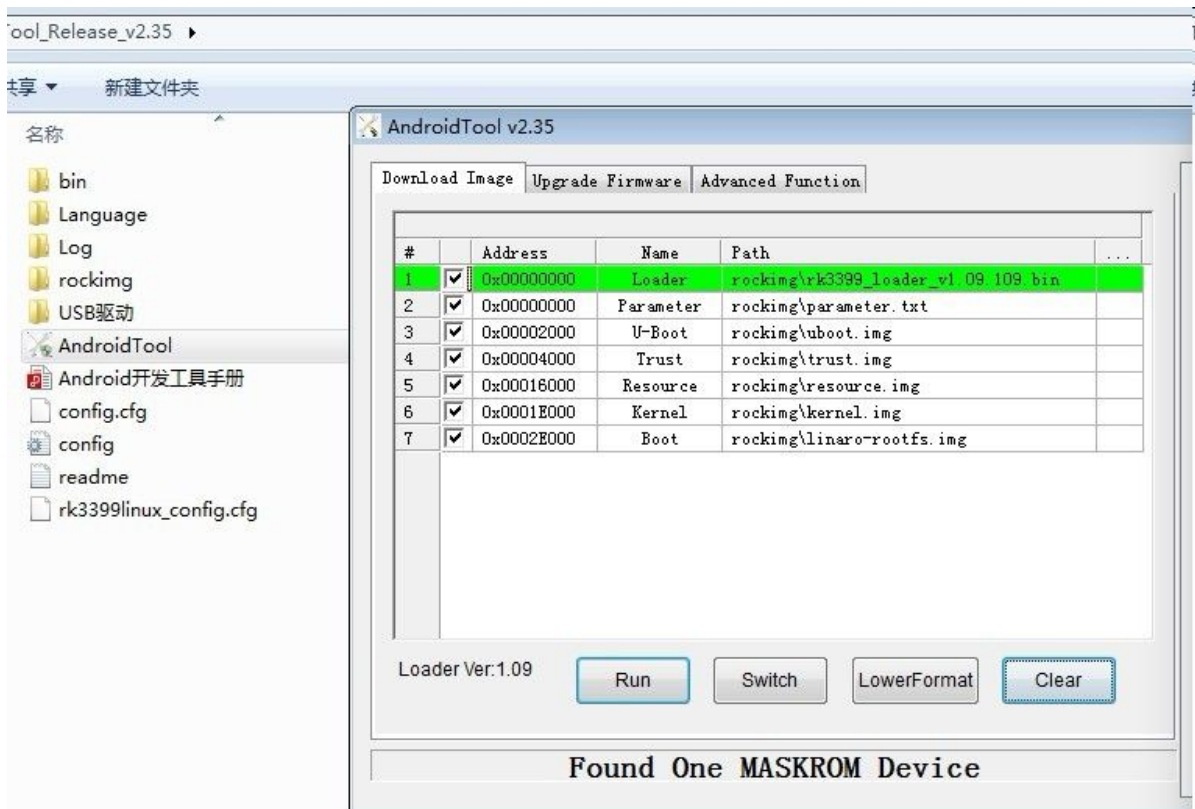 ool_Release_v2.35
享 新建文件夹
名称
bin
Language
Log
rockimg
USB驱动
AndroidTool
Android开发工具手册
config.cfg
config
readme
rk3399linux_config.cfg
AndroidTool v2.35
Download Image Upgrade Firmware Advanced Function
# Address Name Path ...
1 0x00000000 Loader rockimg\rk3399_loader_v1.09.109.bin
2 0x00000000 Parameter rockimg\parameter.txt
3 0x00002000 U-Boot rockimg\uboot.img
4 0x00004000 Trust rockimg\trust.img
5 0x00016000 Resource rockimg\resource.img
6 0x0001E000 Kernel rockimg\kernel.img
7 0x0002E000 Boot rockimg\linaro-rootfs.img
Loader Ver:1.09 Run Switch LowerFormat Clear
Found One MASKROM Device